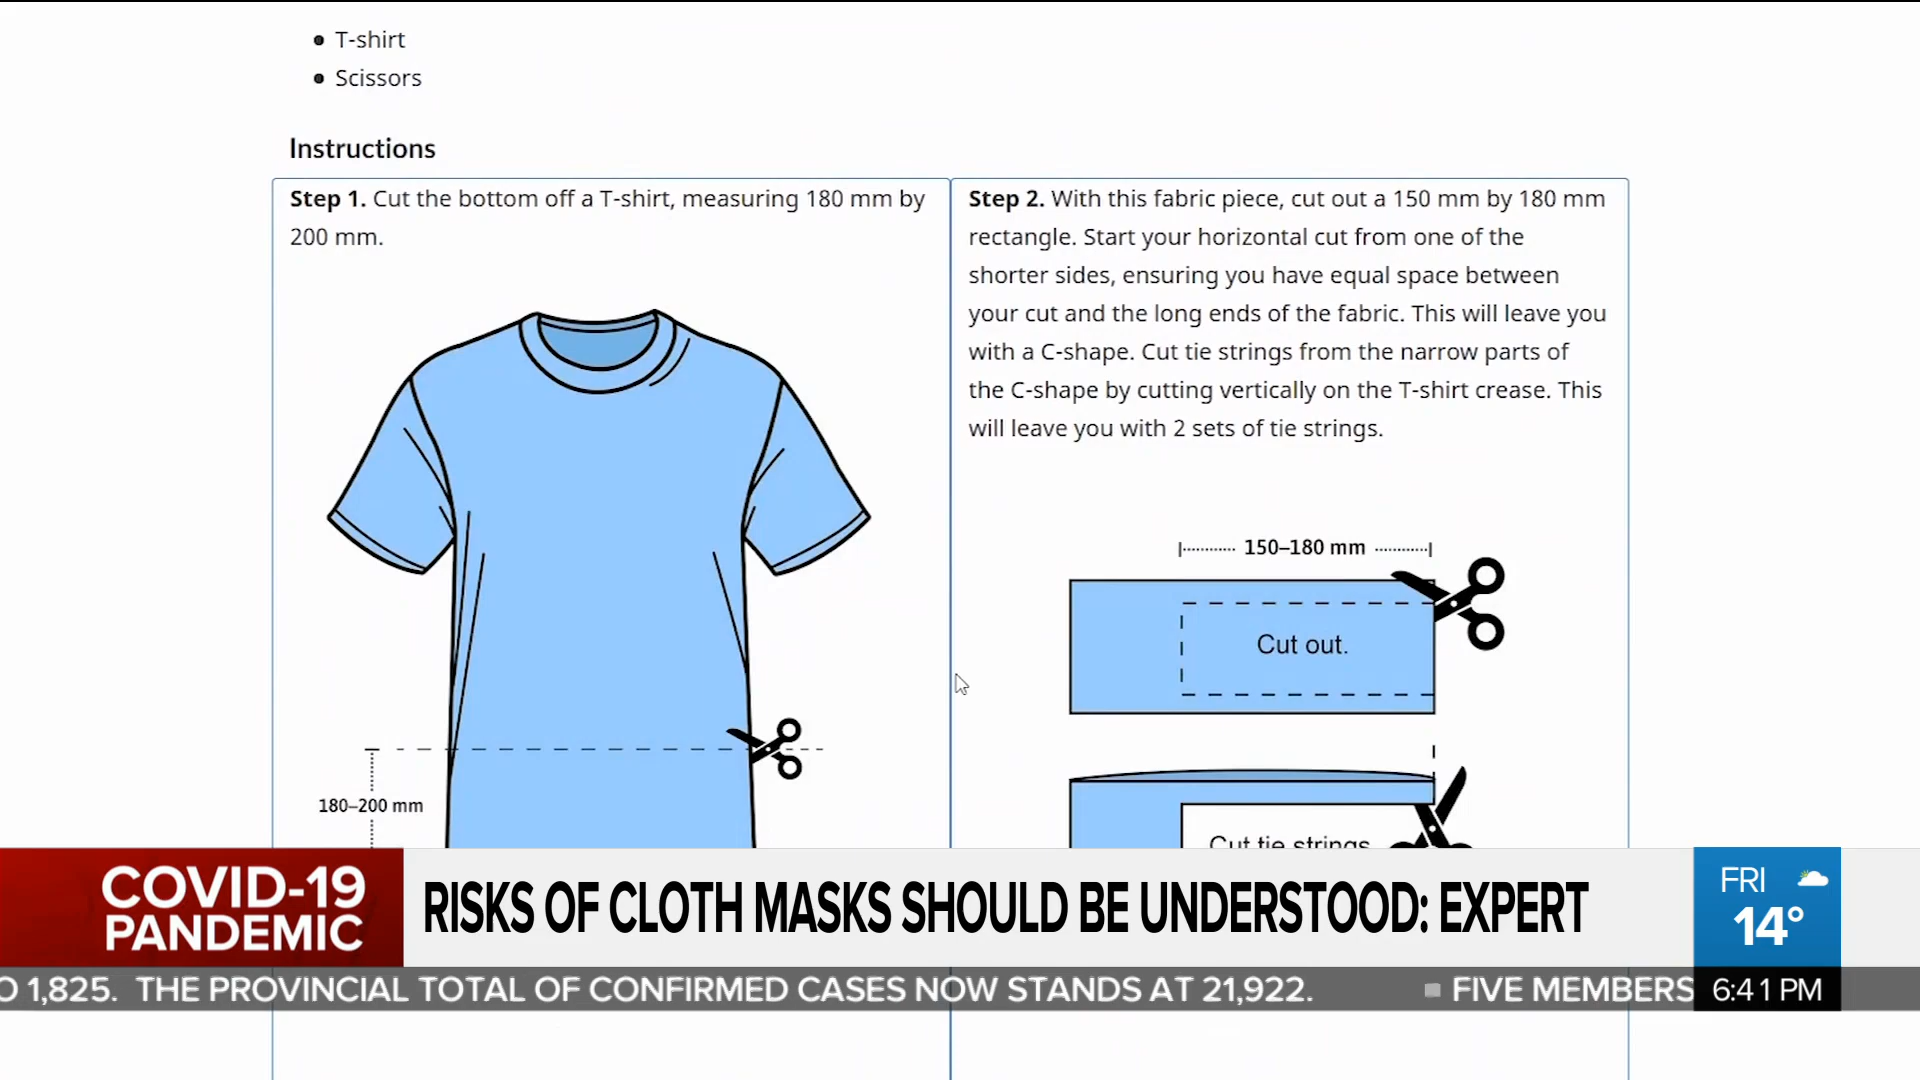 T-shirt
Scissors
Instructions
Step 1. Cut the bottom off a T-shirt, measuring 180 mm by
200 mm.
180–200 mm
Step 2. With this fabric piece, cut out a 150 mm by 180 mm
rectangle. Start your horizontal cut from one of the
shorter sides, ensuring you have equal space between
your cut and the long ends of the fabric. This will leave you
with a C-shape. Cut tie strings from the narrow parts of
the C-shape by cutting vertically on the T-shirt crease. This
will leave you with 2 sets of tie strings.
150–180 mm
Cut out.
Cut tie strings
COVID-19
PANDEMIC
RISKS OF CLOTH MASKS SHOULD BE UNDERSTOOD: EXPERT
FRI
14°
O 1,825. THE PROVINCIAL TOTAL OF CONFIRMED CASES NOW STANDS AT 21,922. FIVE MEMBERS
6:41 PM